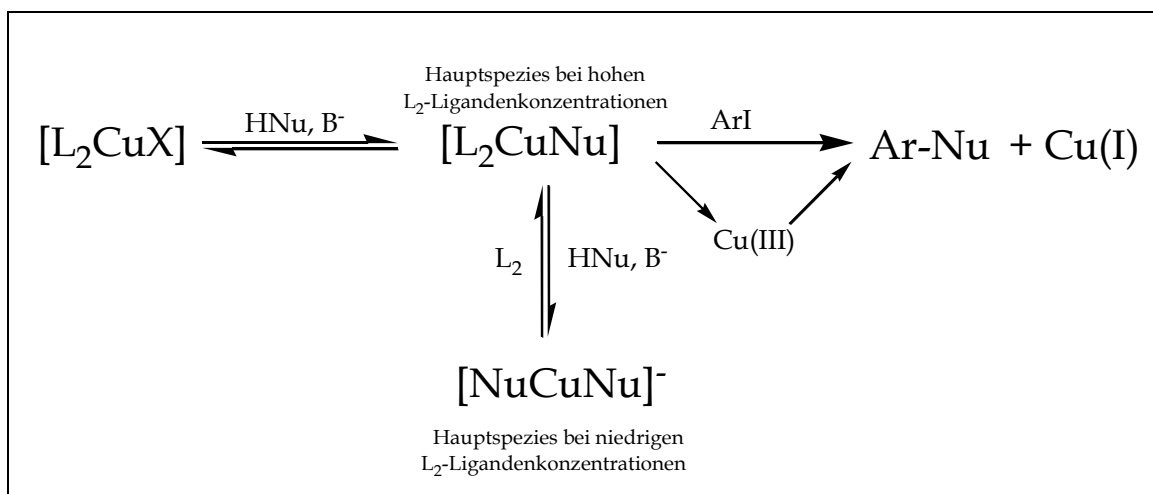 Hauptspezies bei hohen
L₂-Ligandenkonzentrationen
[L₂CuX]
HNu, B⁻
[L₂CuNu]
ArI
Ar-Nu + Cu(I)
Cu(III)
L₂
HNu, B⁻
[NuCuNu]⁻
Hauptspezies bei niedrigen
L₂-Ligandenkonzentrationen